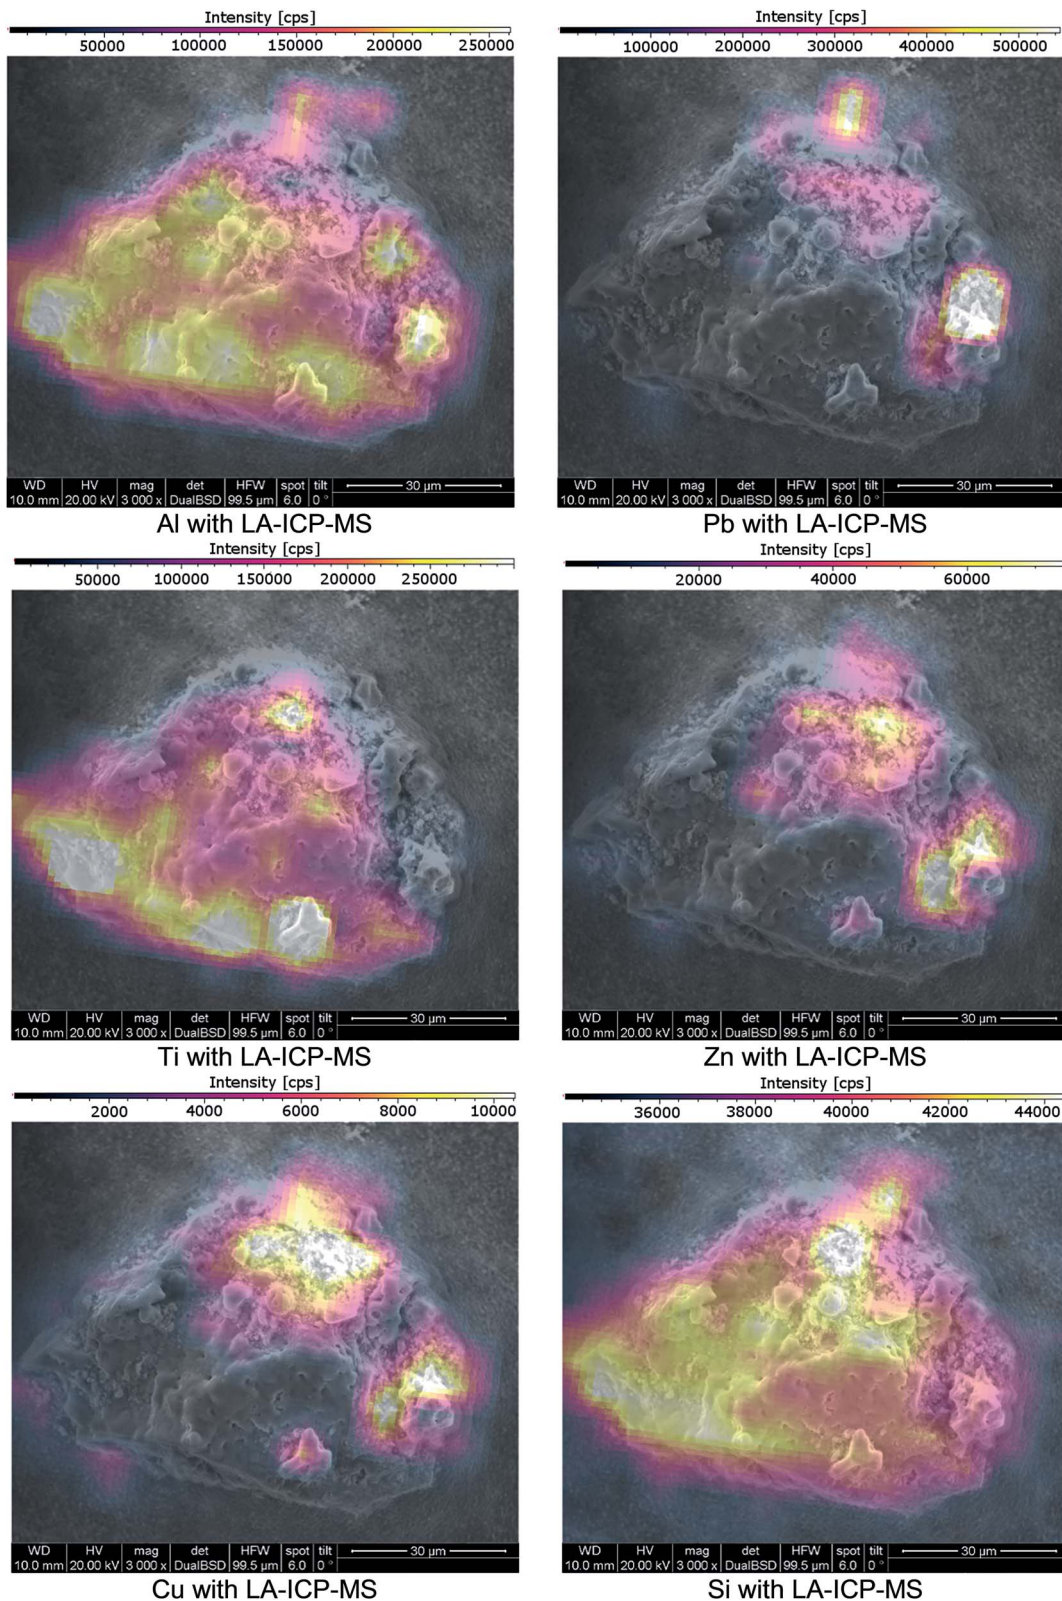 Intensity [cps]
50000 100000 150000 200000 250000
WD HV mag det HFW spot tilt
10.0 mm 20.00 kV 3 000 x DualBSD 99.5 µm 6.0 0 ° 30 µm
Al with LA-ICP-MS
Intensity [cps]
100000 200000 300000 400000 500000
WD HV mag det HFW spot tilt
10.0 mm 20.00 kV 3 000 x DualBSD 99.5 µm 6.0 0 ° 30 µm
Pb with LA-ICP-MS
Intensity [cps]
50000 100000 150000 200000 250000
WD HV mag det HFW spot tilt
10.0 mm 20.00 kV 3 000 x DualBSD 99.5 µm 6.0 0 ° 30 µm
Ti with LA-ICP-MS
Intensity [cps]
20000 40000 60000
WD HV mag det HFW spot tilt
10.0 mm 20.00 kV 3 000 x DualBSD 99.5 µm 6.0 0 ° 30 µm
Zn with LA-ICP-MS
Intensity [cps]
2000 4000 6000 8000 10000
WD HV mag det HFW spot tilt
10.0 mm 20.00 kV 3 000 x DualBSD 99.5 µm 6.0 0 ° 30 µm
Cu with LA-ICP-MS
Intensity [cps]
36000 38000 40000 42000 44000
WD HV mag det HFW spot tilt
10.0 mm 20.00 kV 3 000 x DualBSD 99.5 µm 6.0 0 ° 30 µm
Si with LA-ICP-MS